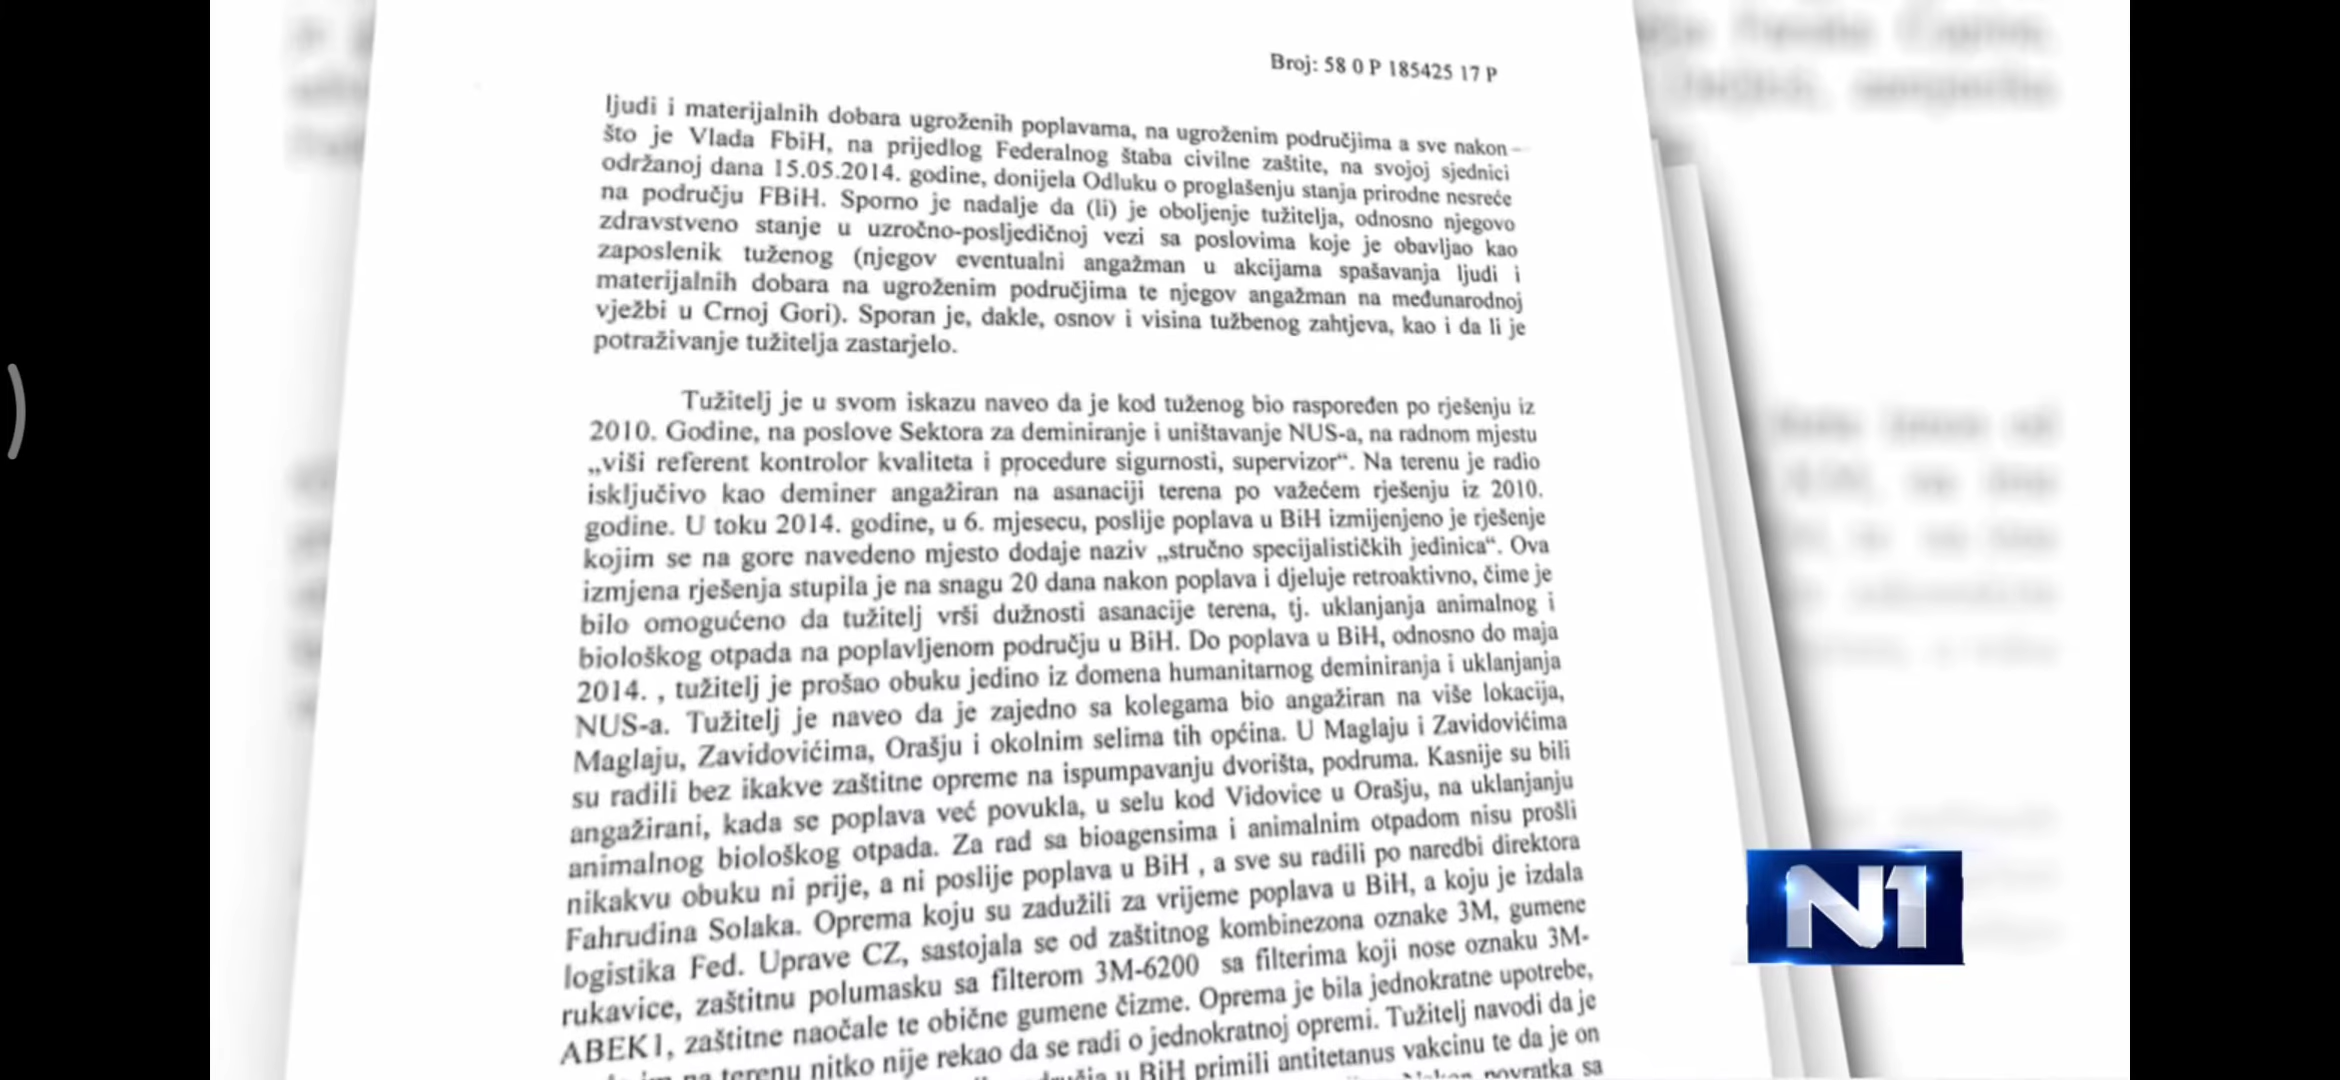 Broj: 58 0 P 185425 17 P
ljudi i materijalnih dobara ugroženih poplavama, na ugroženim područjima a sve nakon
što je Vlada FbiH, na prijedlog Federalnog štaba civilne zaštite, na svojoj sjednici
održanoj dana 15.05.2014. godine, donijela Odluku o proglašenju stanja prirodne nesreće
na području FBiH. Sporno je nadalje da (li) je oboljenje tužitelja, odnosno njegovo
zdravstveno stanje u uzročno-posljedičnoj vezi sa poslovima koje je obavljao kao
zaposlenik tuženog (njegov eventualni angažman u akcijama spašavanja ljudi i
materijalnih dobara na ugroženim područjima te njegov angažman na međunarodnoj
vježbi u Crnoj Gori). Sporan je, dakle, osnov i visina tužbenog zahtjeva, kao i da li je
potraživanje tužitelja zastarjelo.
Tužitelj je u svom iskazu naveo da je kod tuženog bio raspoređen po rješenju iz
2010. Godine, na poslove Sektora za deminiranje i uništavanje NUS-a, na radnom mjestu
„viši referent kontrolor kvaliteta i procedure sigurnosti, supervizor“. Na terenu je radio
isključivo kao deminer angažiran na asanaciji terena po važećem rješenju iz 2010.
godine. U toku 2014. godine, u 6. mjesecu, poslije poplava u BiH izmijenjeno je rješenje
kojim se na gore navedeno mjesto dodaje naziv „stručno specijalističkih jedinica“. Ova
izmjena rješenja stupila je na snagu 20 dana nakon poplava i djeluje retroaktivno, čime je
bilo omogućeno da tužitelj vrši dužnosti asanacije terena, tj. uklanjanja animalnog i
biološkog otpada na poplavljenom području u BiH. Do poplava u BiH, odnosno do maja
2014. , tužitelj je prošao obuku jedino iz domena humanitarnog deminiranja i uklanjanja
NUS-a. Tužitelj je naveo da je zajedno sa kolegama bio angažiran na više lokacija,
Maglaju, Zavidovićima, Orašju i okolnim selima tih općina. U Maglaju i Zavidovićima
su radili bez ikakve zaštitne opreme na ispumpavanju dvorišta, podruma. Kasnije su bili
angažirani, kada se poplava već povukla, u selu kod Vidovice u Orašju, na uklanjanju
animalnog biološkog otpada. Za rad sa bioagensima i animalnim otpadom nisu prošli
nikakvu obuku ni prije, a ni poslije poplava u BiH , a sve su radili po naredbi direktora
Fahrudina Solaka. Oprema koju su zadužili za vrijeme poplava u BiH, a koju je izdala
logistika Fed. Uprave CZ, sastojala se od zaštitnog kombinezona oznake 3M, gumene
rukavice, zaštitnu polumasku sa filterom 3M-6200 sa filterima koji nose oznaku 3M-
ABEK1, zaštitne naočale te obične gumene čizme. Oprema je bila jednokratne upotrebe,
na terenu nitko nije rekao da se radi o jednokratnoj opremi. Tužitelj navodi da je
u BiH primili antitetanus vakcinu te da je on
povratka sa
N1